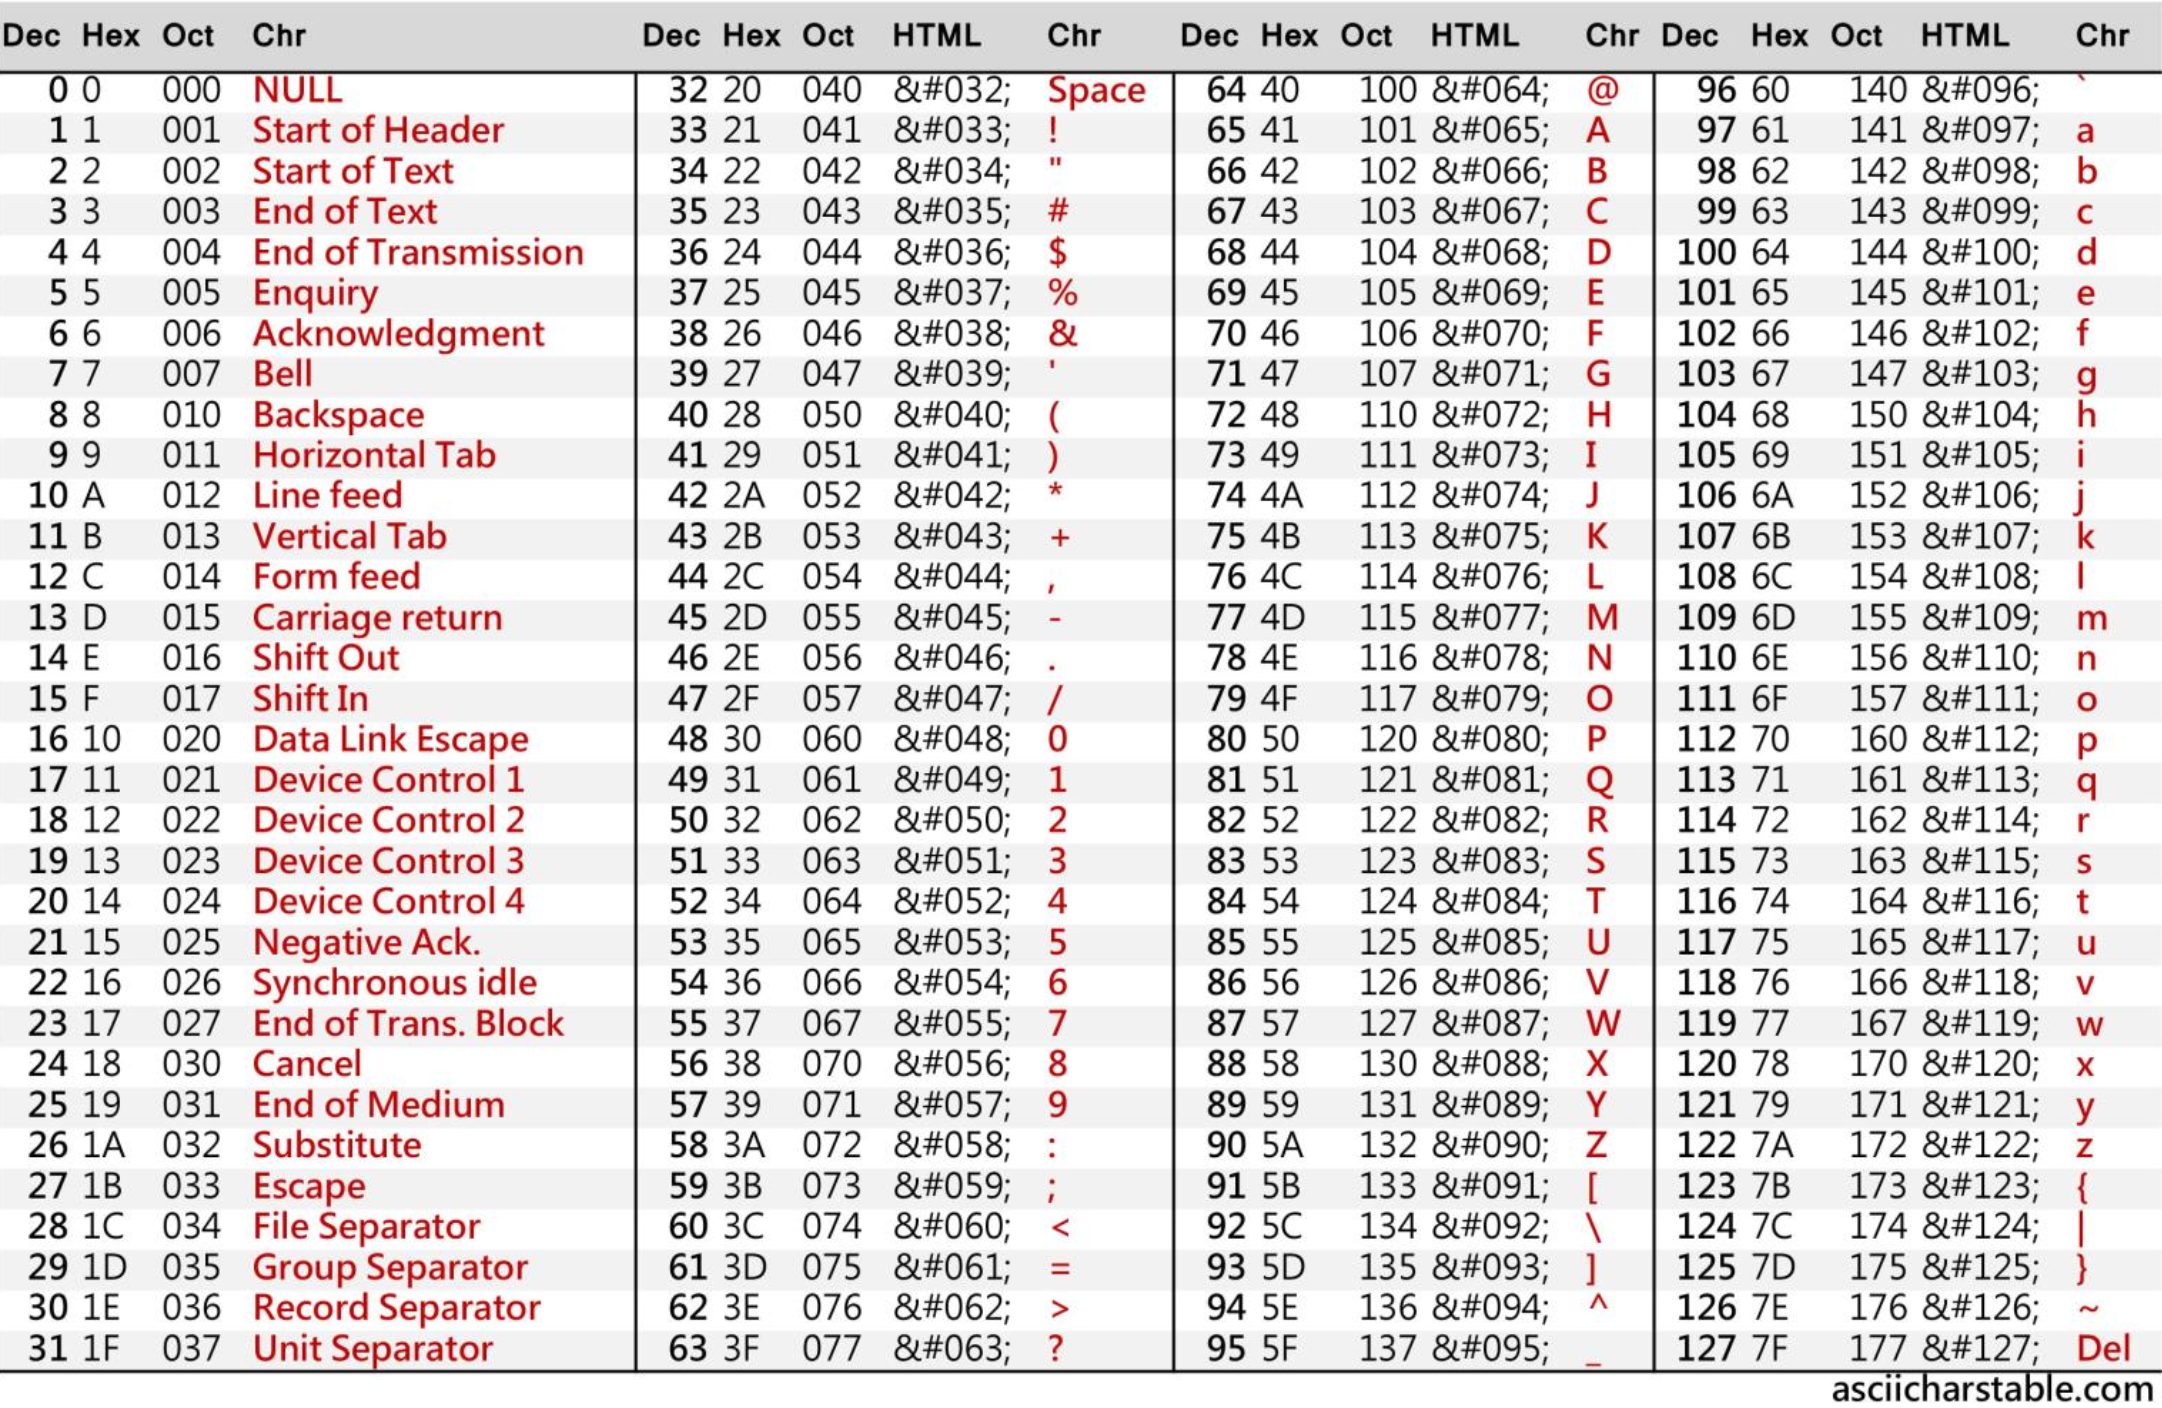 Dec Hex Oct Chr Dec Hex Oct HTML Chr Dec Hex Oct HTML Chr Dec Hex Oct HTML Chr
0 0 000 NULL 32 20 040 &#032; Space 64 40 100 &#064; @ 96 60 140 &#096; `
1 1 001 Start of Header 33 21 041 &#033; ! 65 41 101 &#065; A 97 61 141 &#097; a
2 2 002 Start of Text 34 22 042 &#034; " 66 42 102 &#066; B 98 62 142 &#098; b
3 3 003 End of Text 35 23 043 &#035; # 67 43 103 &#067; C 99 63 143 &#099; c
4 4 004 End of Transmission 36 24 044 &#036; $ 68 44 104 &#068; D 100 64 144 &#100; d
5 5 005 Enquiry 37 25 045 &#037; % 69 45 105 &#069; E 101 65 145 &#101; e
6 6 006 Acknowledgment 38 26 046 &#038; & 70 46 106 &#070; F 102 66 146 &#102; f
7 7 007 Bell 39 27 047 &#039; ' 71 47 107 &#071; G 103 67 147 &#103; g
8 8 010 Backspace 40 28 050 &#040; ( 72 48 110 &#072; H 104 68 150 &#104; h
9 9 011 Horizontal Tab 41 29 051 &#041; ) 73 49 111 &#073; I 105 69 151 &#105; i
10 A 012 Line feed 42 2A 052 &#042; * 74 4A 112 &#074; J 106 6A 152 &#106; j
11 B 013 Vertical Tab 43 2B 053 &#043; + 75 4B 113 &#075; K 107 6B 153 &#107; k
12 C 014 Form feed 44 2C 054 &#044; , 76 4C 114 &#076; L 108 6C 154 &#108; l
13 D 015 Carriage return 45 2D 055 &#045; - 77 4D 115 &#077; M 109 6D 155 &#109; m
14 E 016 Shift Out 46 2E 056 &#046; . 78 4E 116 &#078; N 110 6E 156 &#110; n
15 F 017 Shift In 47 2F 057 &#047; / 79 4F 117 &#079; O 111 6F 157 &#111; o
16 10 020 Data Link Escape 48 30 060 &#048; 0 80 50 120 &#080; P 112 70 160 &#112; p
17 11 021 Device Control 1 49 31 061 &#049; 1 81 51 121 &#081; Q 113 71 161 &#113; q
18 12 022 Device Control 2 50 32 062 &#050; 2 82 52 122 &#082; R 114 72 162 &#114; r
19 13 023 Device Control 3 51 33 063 &#051; 3 83 53 123 &#083; S 115 73 163 &#115; s
20 14 024 Device Control 4 52 34 064 &#052; 4 84 54 124 &#084; T 116 74 164 &#116; t
21 15 025 Negative Ack. 53 35 065 &#053; 5 85 55 125 &#085; U 117 75 165 &#117; u
22 16 026 Synchronous idle 54 36 066 &#054; 6 86 56 126 &#086; V 118 76 166 &#118; v
23 17 027 End of Trans. Block 55 37 067 &#055; 7 87 57 127 &#087; W 119 77 167 &#119; w
24 18 030 Cancel 56 38 070 &#056; 8 88 58 130 &#088; X 120 78 170 &#120; x
25 19 031 End of Medium 57 39 071 &#057; 9 89 59 131 &#089; Y 121 79 171 &#121; y
26 1A 032 Substitute 58 3A 072 &#058; : 90 5A 132 &#090; Z 122 7A 172 &#122; z
27 1B 033 Escape 59 3B 073 &#059; ; 91 5B 133 &#091; [ 123 7B 173 &#123; {
28 1C 034 File Separator 60 3C 074 &#060; < 92 5C 134 &#092; \ 124 7C 174 &#124; |
29 1D 035 Group Separator 61 3D 075 &#061; = 93 5D 135 &#093; ] 125 7D 175 &#125; }
30 1E 036 Record Separator 62 3E 076 &#062; > 94 5E 136 &#094; ^ 126 7E 176 &#126; ~
31 1F 037 Unit Separator 63 3F 077 &#063; ? 95 5F 137 &#095; _ 127 7F 177 &#127; Del
asciicharstable.com